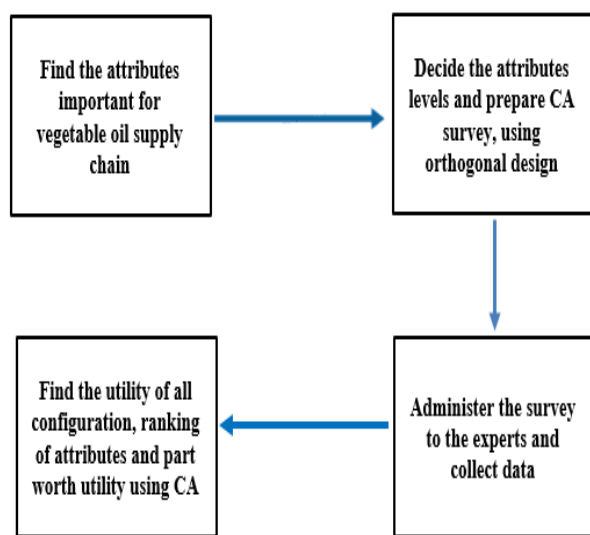 Find the attributes
important for
vegetable oil supply
chain
Decide the attributes
levels and prepare CA
survey, using
orthogonal design
Administer the survey
to the experts and
collect data
Find the utility of all
configuration, ranking
of attributes and part
worth utility using CA